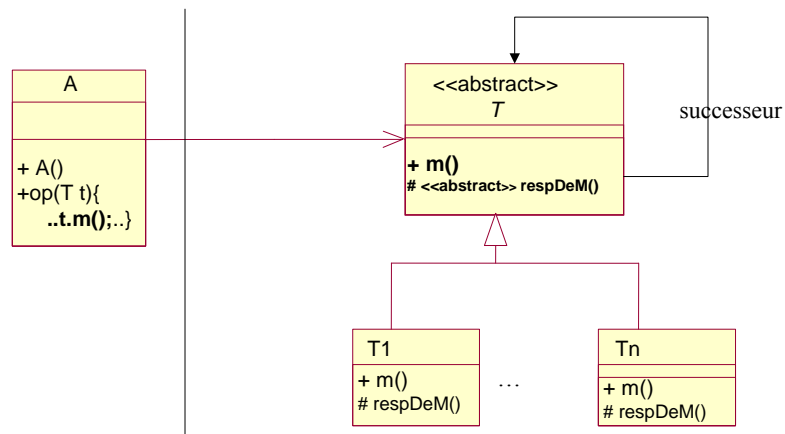 A
+ A()
+op(T t){
..t.m();..}
<<abstract>>
T
+ m()
# <<abstract>> respDeM()
successeur
T1
+ m()
# respDeM()
...
Tn
+ m()
# respDeM()